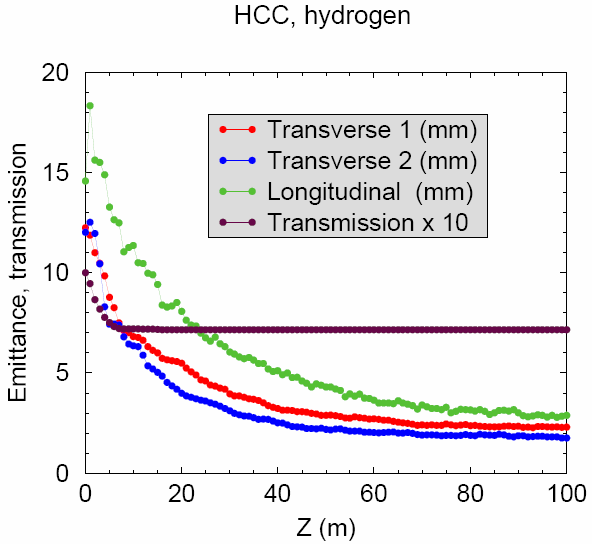 HCC, hydrogen
Emittance, transmission
20
15
10
5
0
Transverse 1 (mm)
Transverse 2 (mm)
Longitudinal (mm)
Transmission x 10
0 20 40 60 80 100
Z (m)